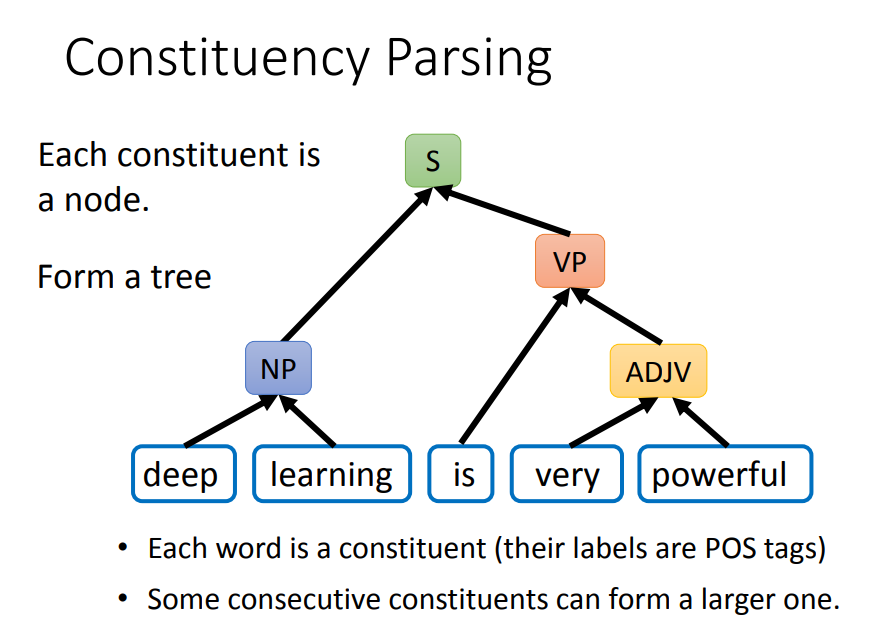 Constituency Parsing
Each constituent is
a node.
S
VP
Form a tree
NP
ADJV
deep learning is very powerful
• Each word is a constituent (their labels are POS tags)
• Some consecutive constituents can form a larger one.